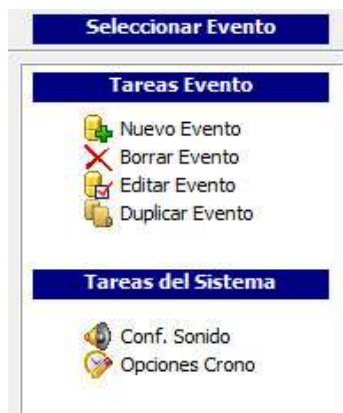 Seleccionar Evento
Tareas Evento
Nuevo Evento
Borrar Evento
Editar Evento
Duplicar Evento
Tareas del Sistema
Conf. Sonido
Opciones Crono